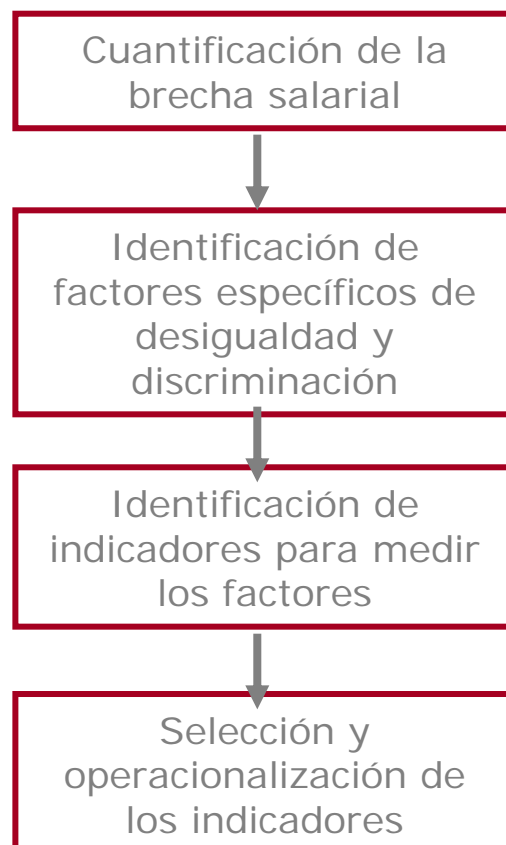 Cuantificación de la
brecha salarial
Identificación de
factores específicos de
desigualdad y
discriminación
Identificación de
indicadores para medir
los factores
Selección y
operacionalización de
los indicadores